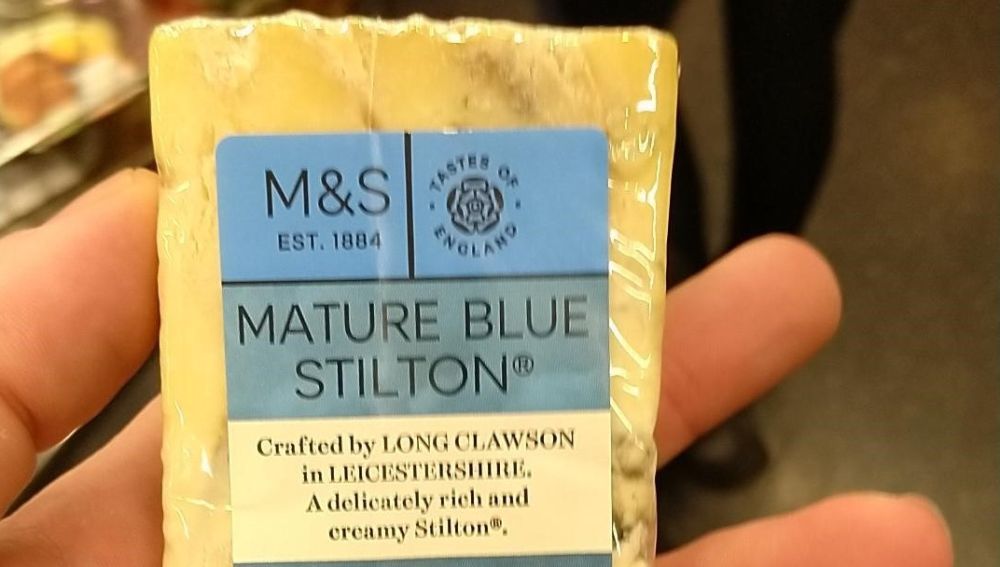 M&S
EST. 1884
TASTES OF
ENGLAND
MATURE BLUE
STILTON®
Crafted by LONG CLAWSON
in LEICESTERSHIRE.
A delicately rich and
creamy Stilton®.